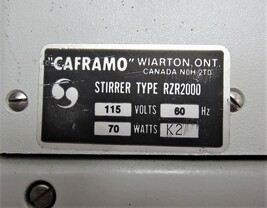 "CAFRAMO" WIARTON, ONT.
CANADA N0H 2T0
STIRRER TYPE RZR2000
115 VOLTS 60 Hz
70 WATTS K2